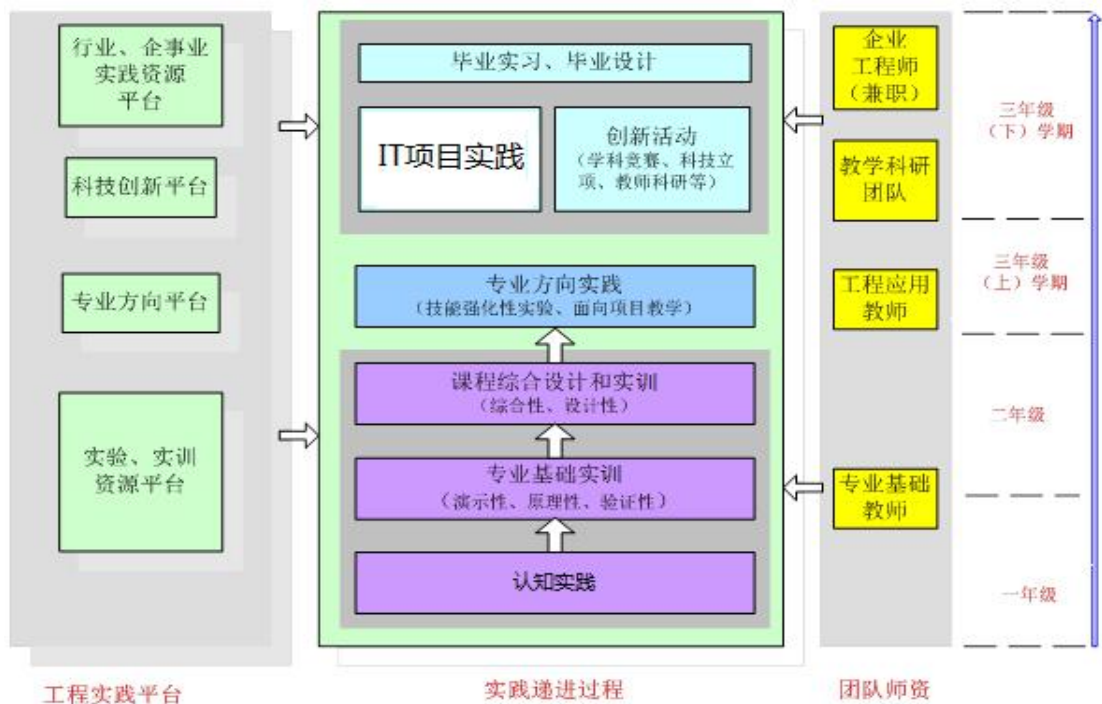 行业、企事业
实践资源
平台
科技创新平台
专业方向平台
实验、实训
资源平台
工程实践平台
毕业实习、毕业设计
IT项目实践
创新活动
（学科竞赛、科技立
项、教师科研等）
专业方向实践
（技能强化性实验、面向项目教学）
课程综合设计和实训
（综合性、设计性）
专业基础实训
（演示性、原理性、验证性）
认知实践
实践递进过程
企业
工程师
（兼职）
教学科研
团队
工程应用
教师
专业基础
教师
团队师资
三年级
（下）学期
三年级
（上）学期
二年级
一年级